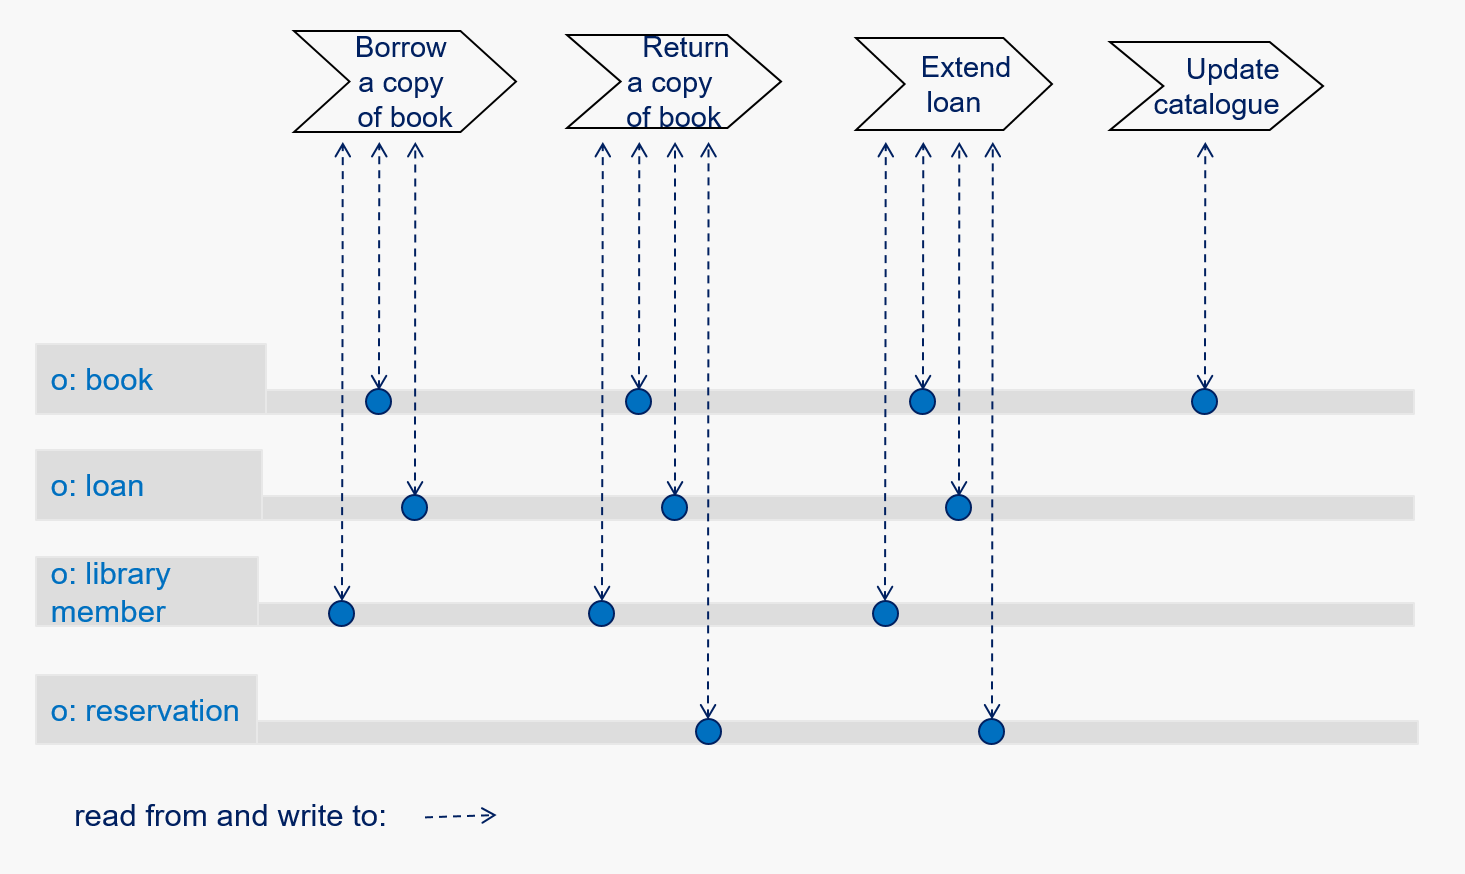 Borrow
a copy
of book
Return
a copy
of book
Extend
loan
Update
catalogue
o: book
o: loan
o: library
member
o: reservation
read from and write to: